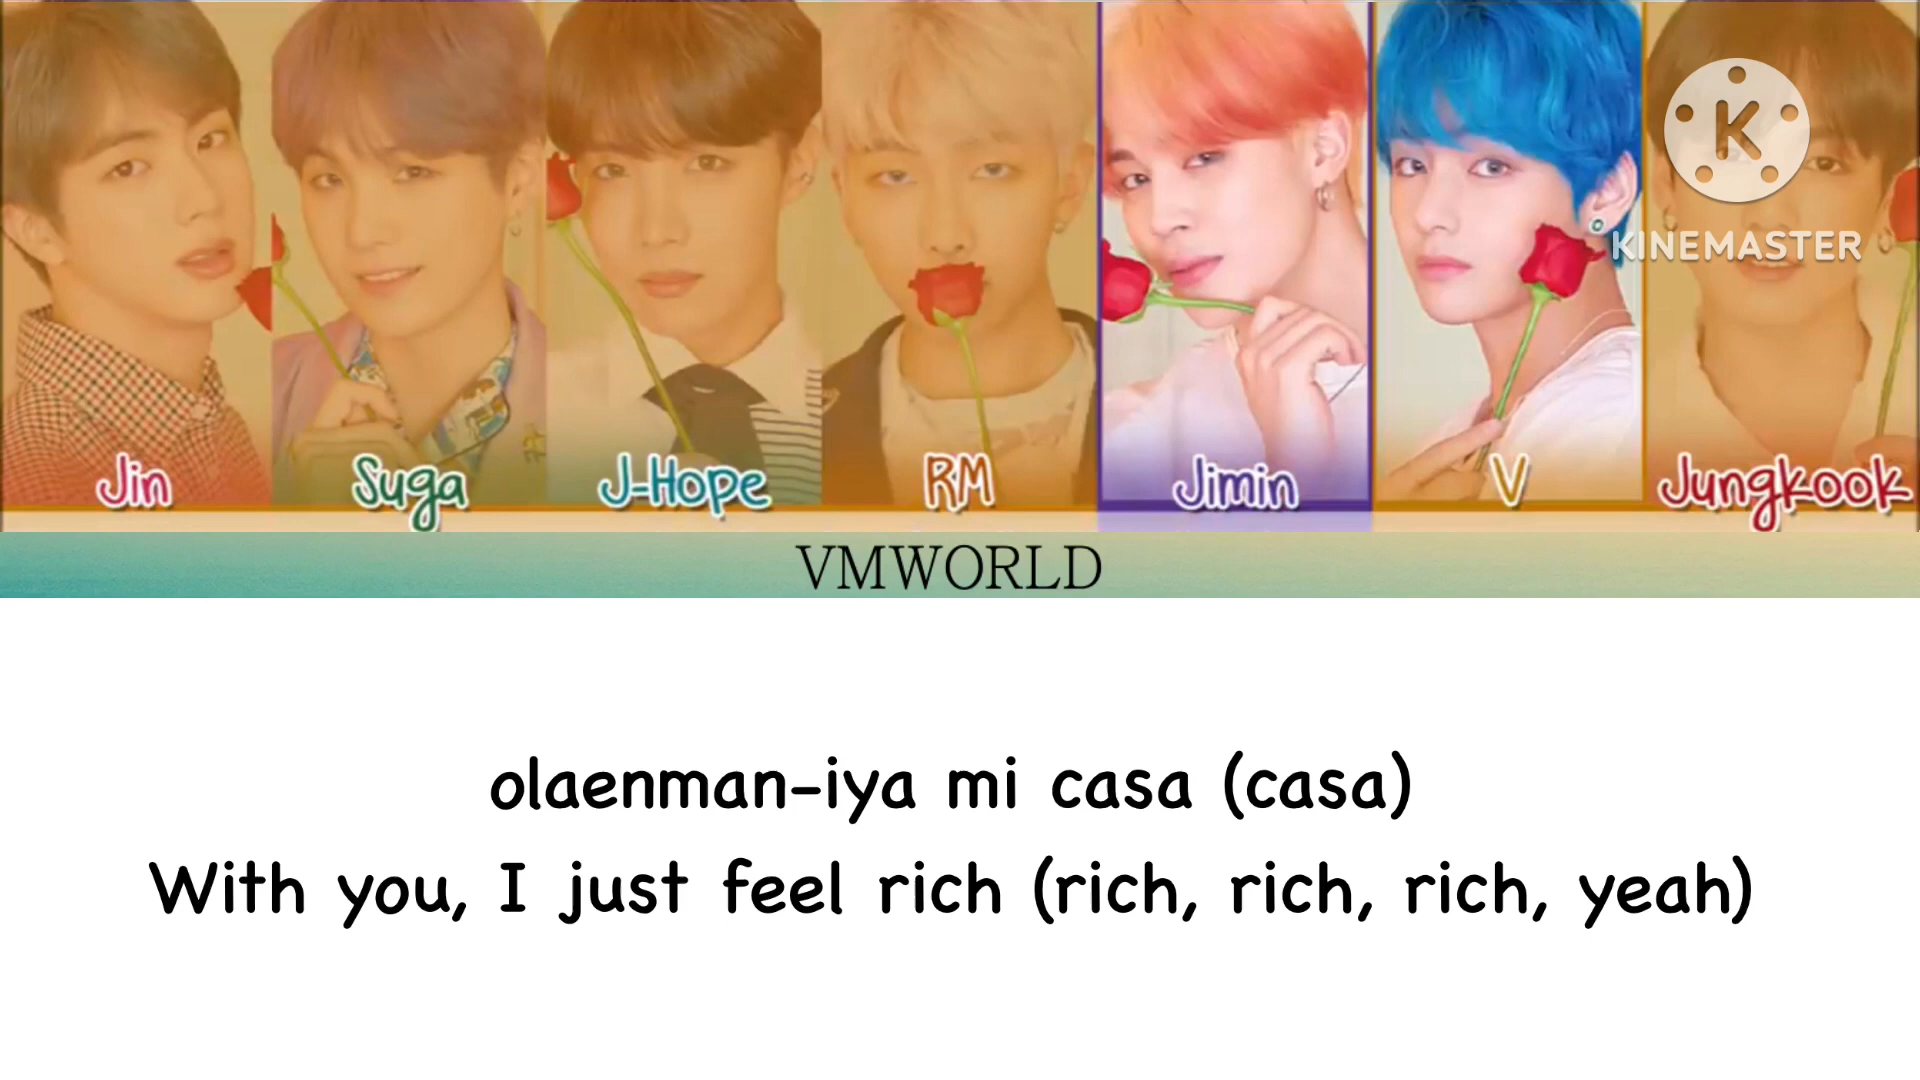 K
KINEMASTER
Jin Suga J-Hope RM Jimin V Jungkook
VMWORLD
olaenman-iya mi casa (casa)
With you, I just feel rich (rich, rich, rich, yeah)